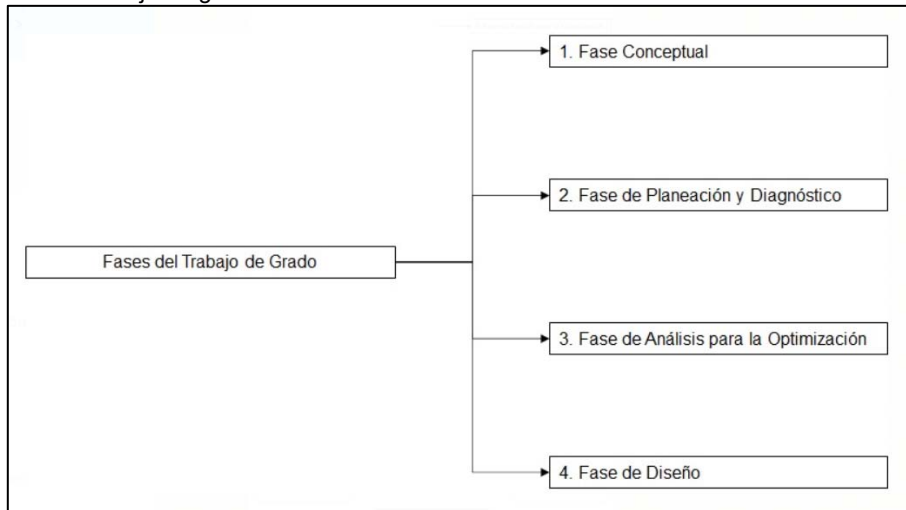 1. Fase Conceptual
2. Fase de Planeación y Diagnóstico
Fases del Trabajo de Grado
3. Fase de Análisis para la Optimización
4. Fase de Diseño